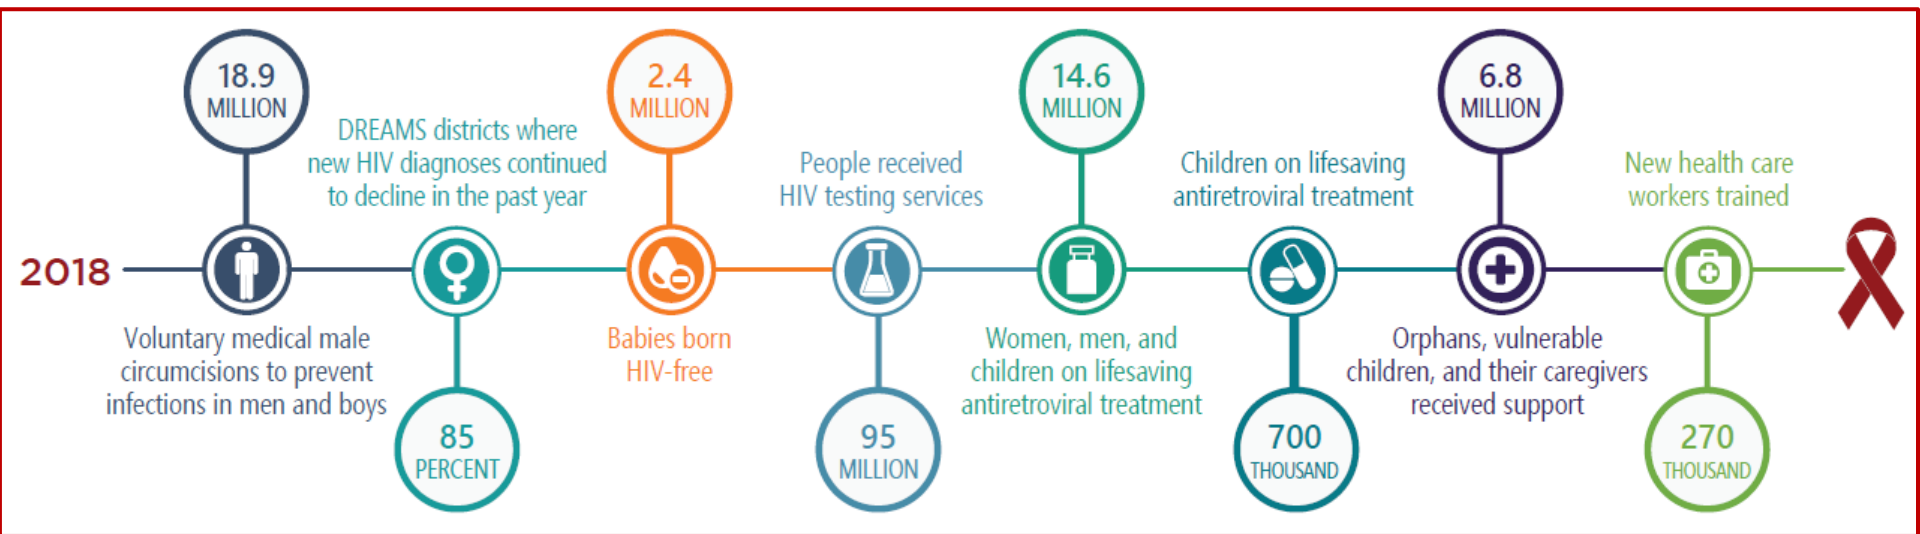 2018
18.9
MILLION
Voluntary medical male
circumcisions to prevent
infections in men and boys
DREAMS districts where
new HIV diagnoses continued
to decline in the past year
85
PERCENT
2.4
MILLION
Babies born
HIV-free
People received
HIV testing services
95
MILLION
14.6
MILLION
Women, men, and
children on lifesaving
antiretroviral treatment
Children on lifesaving
antiretroviral treatment
700
THOUSAND
6.8
MILLION
Orphans, vulnerable
children, and their caregivers
received support
New health care
workers trained
270
THOUSAND